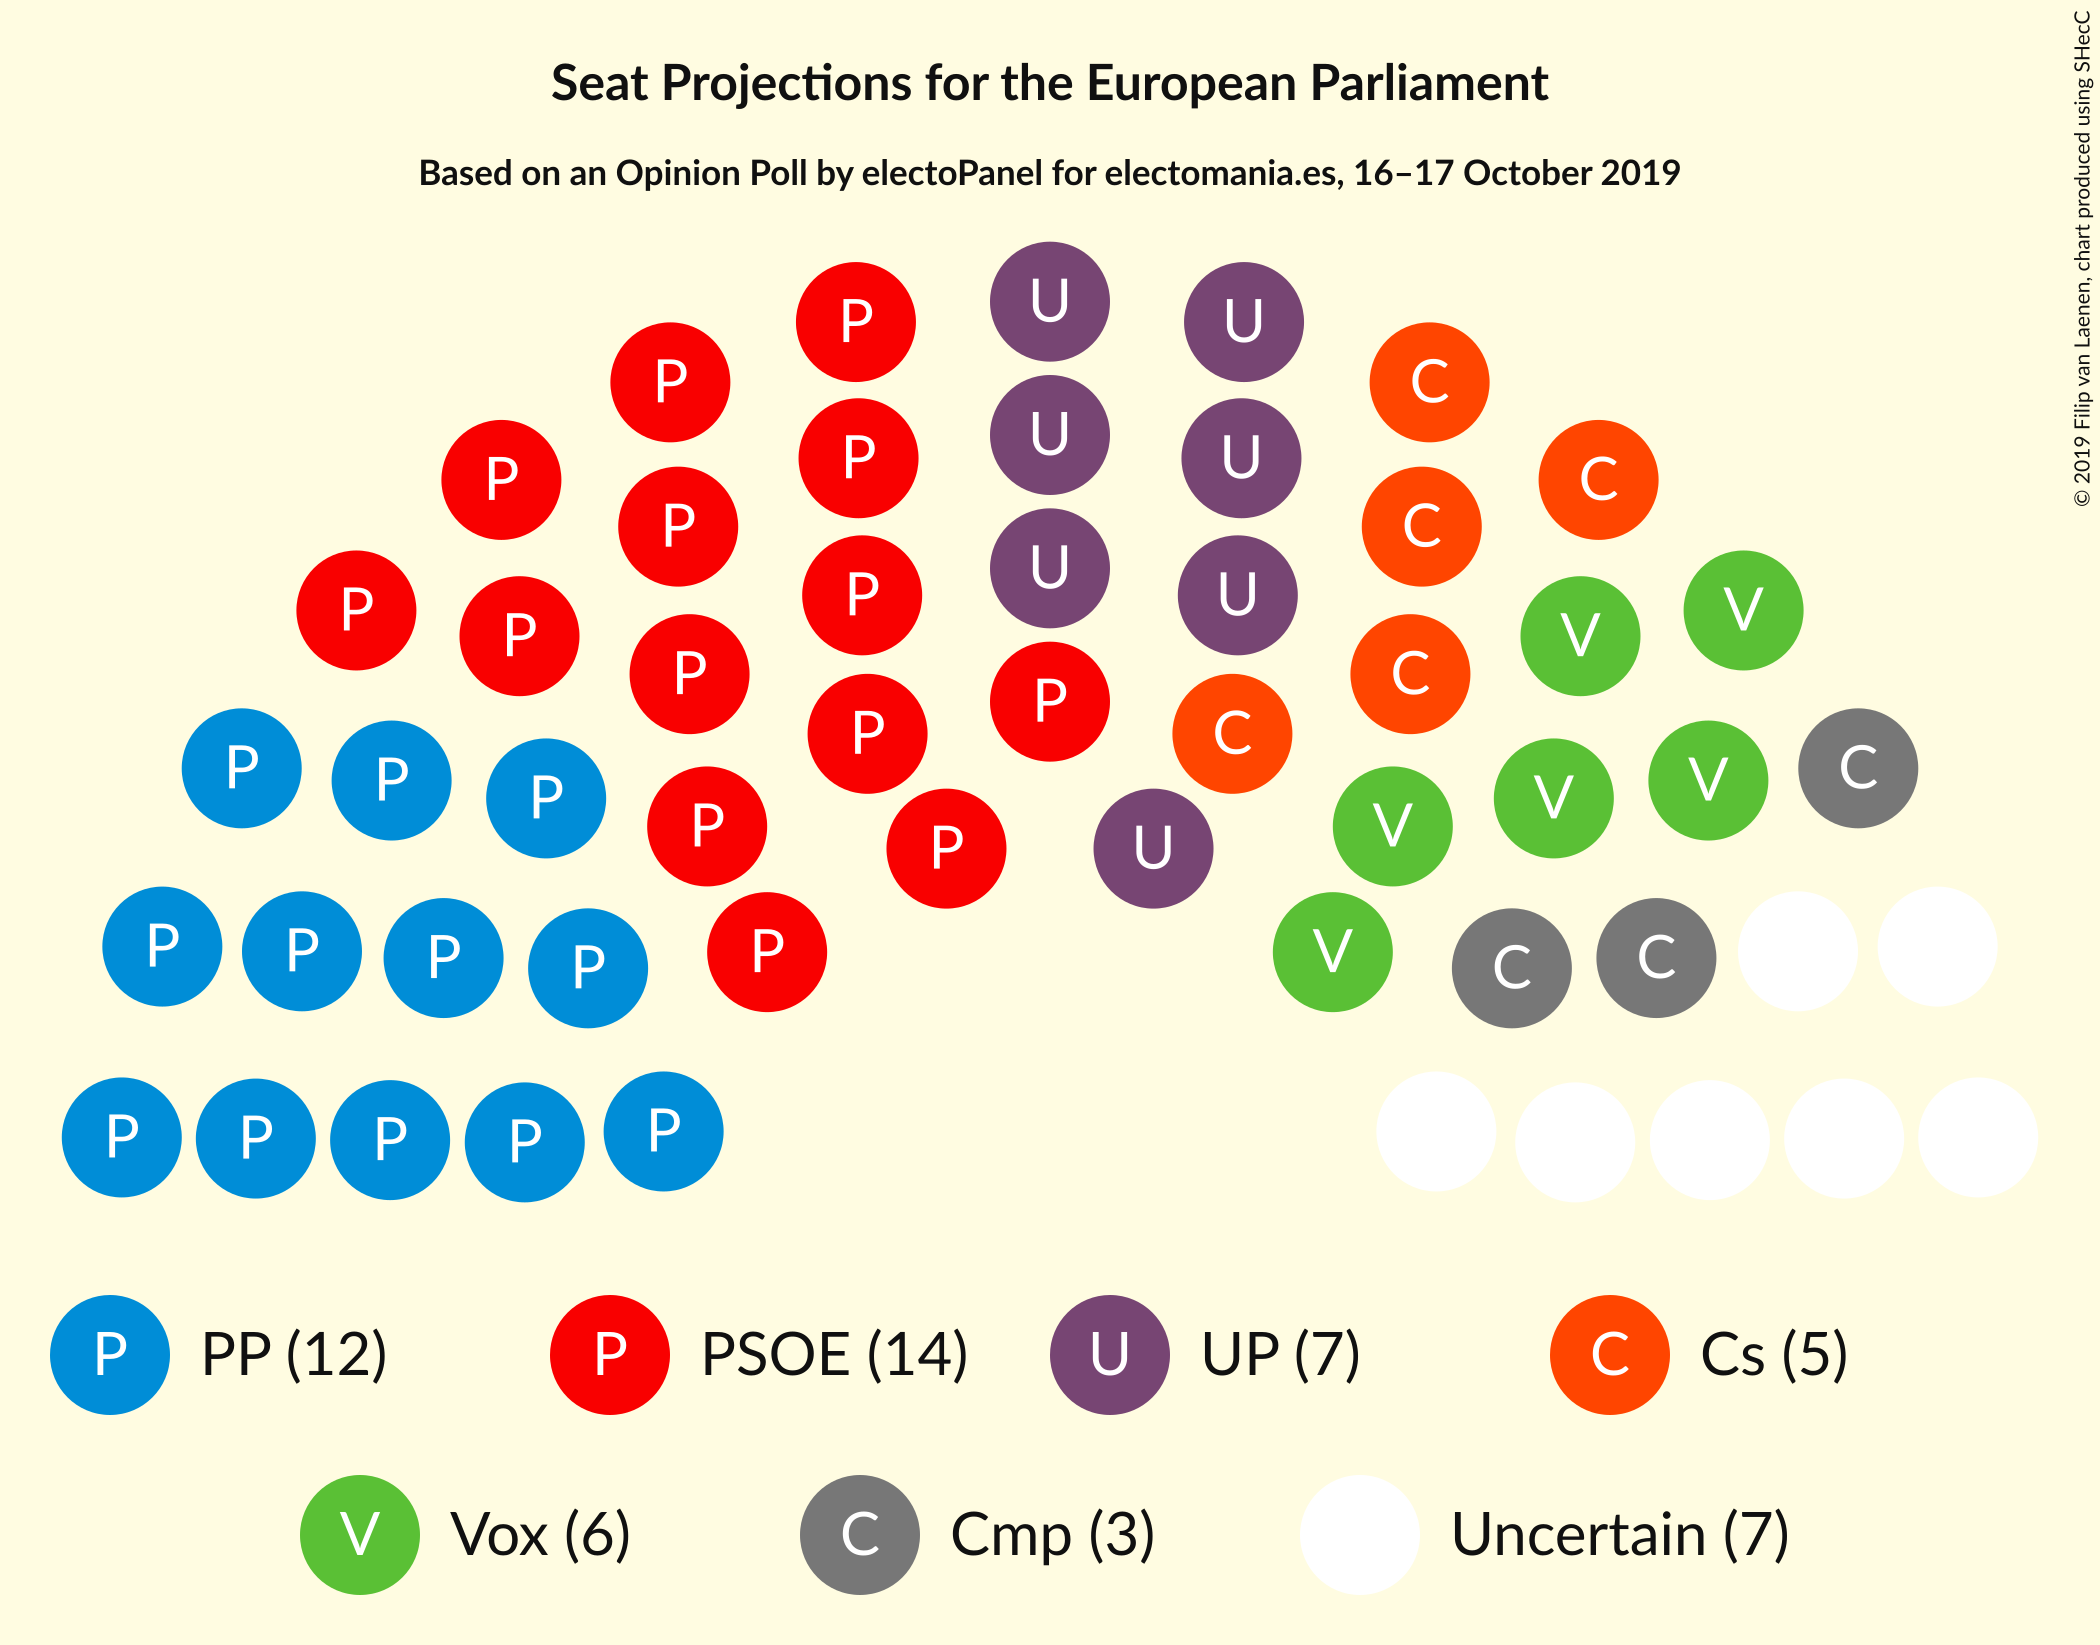 Seat Projections for the European Parliament
Based on an Opinion Poll by electoPanel for electomania.es, 16–17 October 2019
© 2019 Filip van Laenen, chart produced using SHecC
U
P U
P C
U
P P U C
P C
P C
U
P U V
P P V
P C
P C
P
P C
P P V C
P V V
P V
P U
P P V
P P C
P C
P P
P P P
P PP (12) P PSOE (14) U UP (7) C Cs (5)
V Vox (6) C Cmp (3) Uncertain (7)